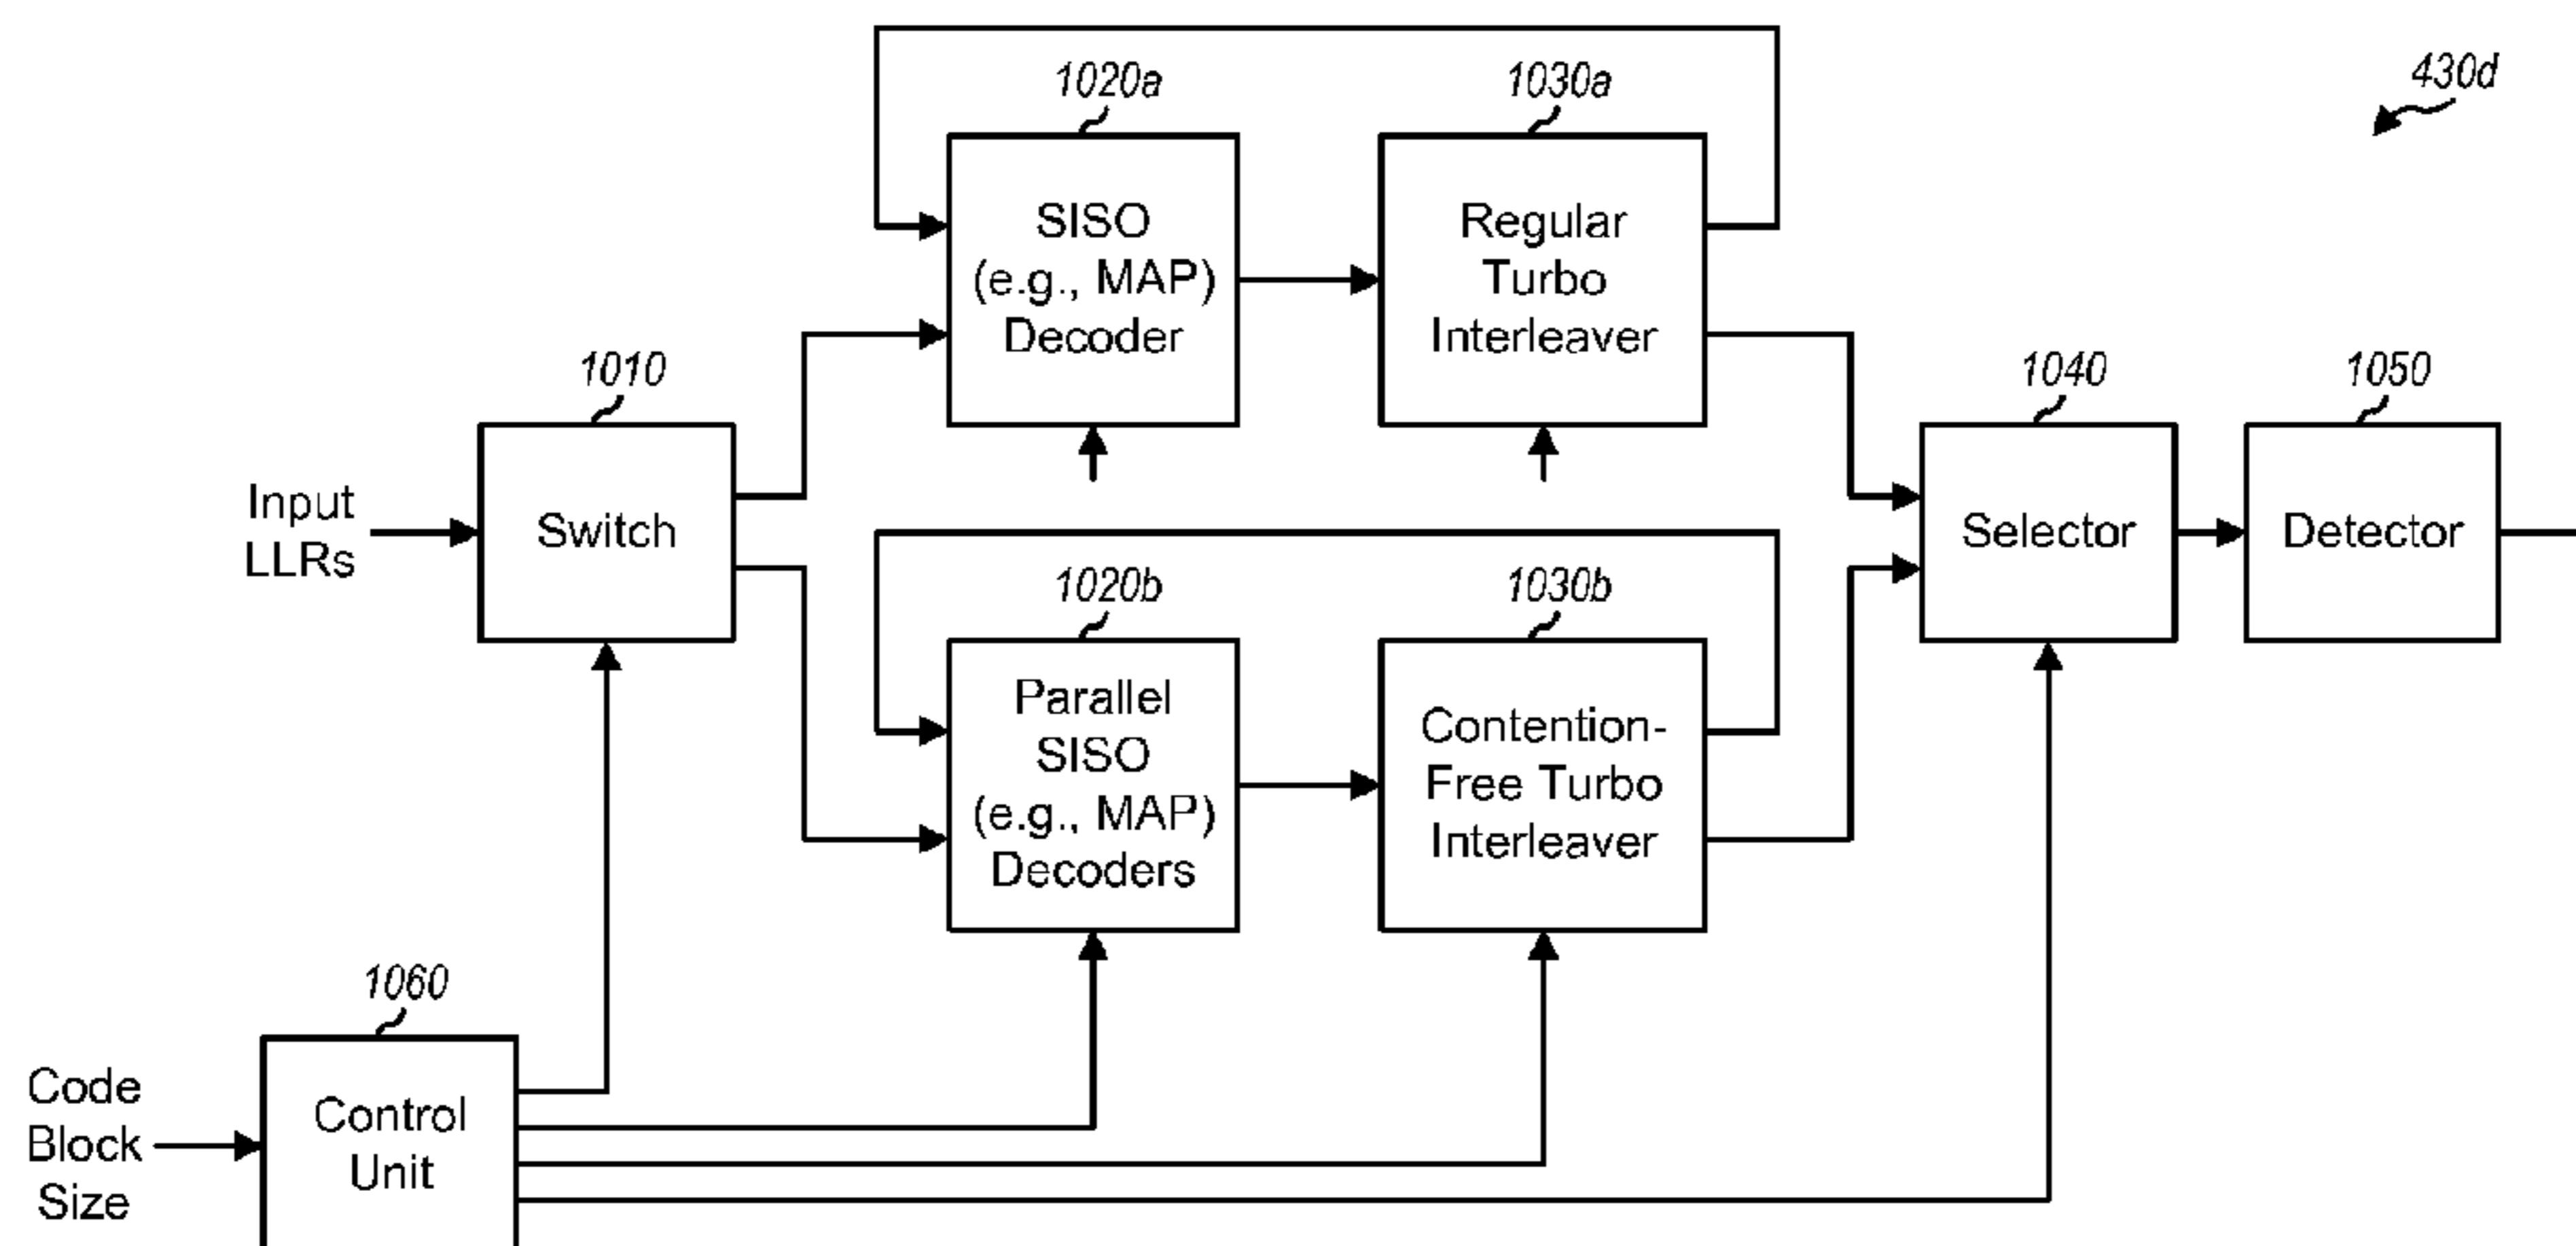 430d
1020a
1030a
SISO
(e.g., MAP)
Decoder
Regular
Turbo
Interleaver
1010
1040
1050
Input
LLRs
Switch
Selector
Detector
1020b
1030b
Parallel
SISO
(e.g., MAP)
Decoders
Contention-
Free Turbo
Interleaver
1060
Code
Block
Size
Control
Unit